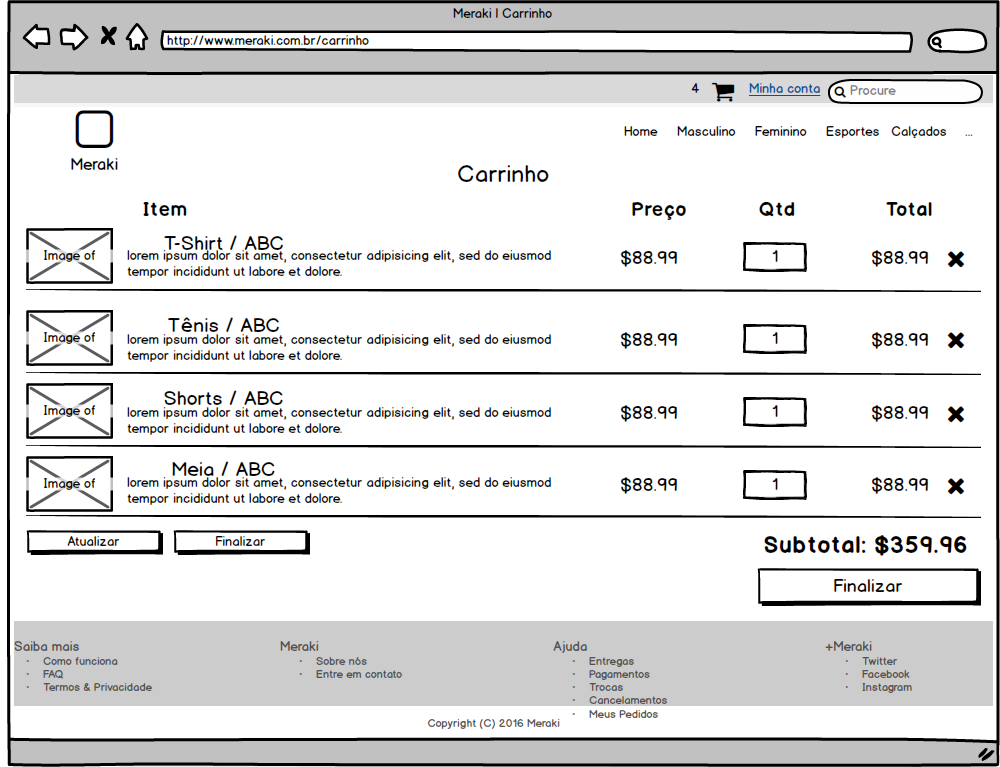 Meraki | Carrinho
http://www.meraki.com.br/carrinho
4 Minha conta Procure
Home Masculino Feminino Esportes Calçados ...
Meraki
Carrinho
Item Preço Qtd Total
T-Shirt / ABC
Image of
lorem ipsum dolor sit amet, consectetur adipisicing elit, sed do eiusmod
tempor incididunt ut labore et dolore.
$88.99 1 $88.99
Tênis / ABC
Image of
lorem ipsum dolor sit amet, consectetur adipisicing elit, sed do eiusmod
tempor incididunt ut labore et dolore.
$88.99 1 $88.99
Shorts / ABC
Image of
lorem ipsum dolor sit amet, consectetur adipisicing elit, sed do eiusmod
tempor incididunt ut labore et dolore.
$88.99 1 $88.99
Meia / ABC
Image of
lorem ipsum dolor sit amet, consectetur adipisicing elit, sed do eiusmod
tempor incididunt ut labore et dolore.
$88.99 1 $88.99
Atualizar Finalizar
Subtotal: $359.96
Finalizar
Saiba mais
· Como funciona
· FAQ
· Termos & Privacidade
Meraki
· Sobre nós
· Entre em contato
Ajuda
· Entregas
· Pagamentos
· Trocas
· Cancelamentos
· Meus Pedidos
+Meraki
· Twitter
· Facebook
· Instagram
Copyright (C) 2016 Meraki